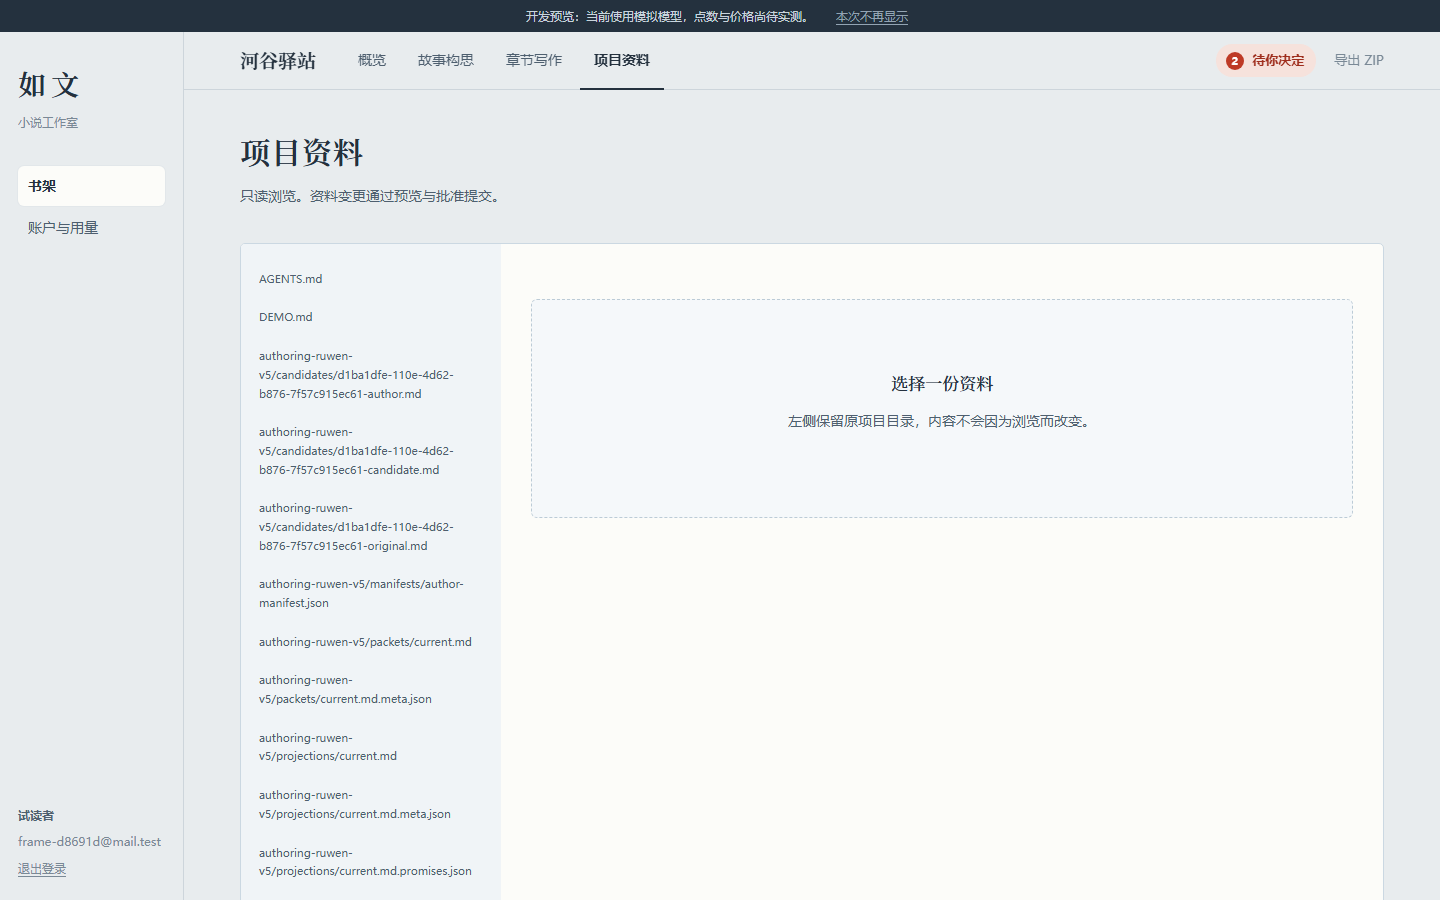 开发预览：当前使用模拟模型，点数与价格尚待实测。 本次不再显示
如文
小说工作室
书架
账户与用量
试读者
frame-d8691d@mail.test
退出登录
河谷驿站 概览 故事构思 章节写作 项目资料 2 待你决定 导出 ZIP
项目资料
只读浏览。资料变更通过预览与批准提交。
AGENTS.md
DEMO.md
authoring-ruwen-
v5/candidates/d1ba1dfe-110e-4d62-
b876-7f57c915ec61-author.md
authoring-ruwen-
v5/candidates/d1ba1dfe-110e-4d62-
b876-7f57c915ec61-candidate.md
authoring-ruwen-
v5/candidates/d1ba1dfe-110e-4d62-
b876-7f57c915ec61-original.md
authoring-ruwen-v5/manifests/author-
manifest.json
authoring-ruwen-v5/packets/current.md
authoring-ruwen-
v5/packets/current.md.meta.json
authoring-ruwen-
v5/projections/current.md
authoring-ruwen-
v5/projections/current.md.meta.json
authoring-ruwen-
v5/projections/current.md.promises.json
选择一份资料
左侧保留原项目目录，内容不会因为浏览而改变。